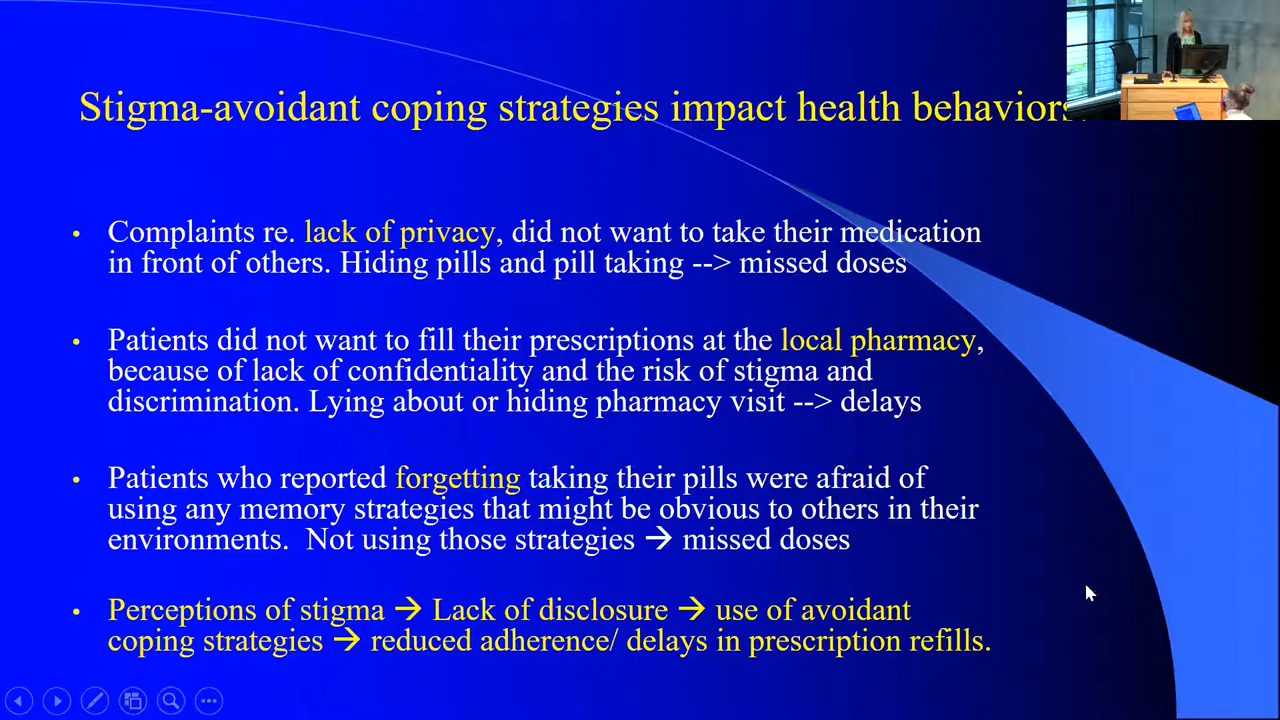 Stigma-avoidant coping strategies impact health behaviors
• Complaints re. lack of privacy, did not want to take their medication
in front of others. Hiding pills and pill taking --> missed doses
• Patients did not want to fill their prescriptions at the local pharmacy,
because of lack of confidentiality and the risk of stigma and
discrimination. Lying about or hiding pharmacy visit --> delays
• Patients who reported forgetting taking their pills were afraid of
using any memory strategies that might be obvious to others in their
environments.  Not using those strategies → missed doses
• Perceptions of stigma → Lack of disclosure → use of avoidant
coping strategies → reduced adherence/ delays in prescription refills.